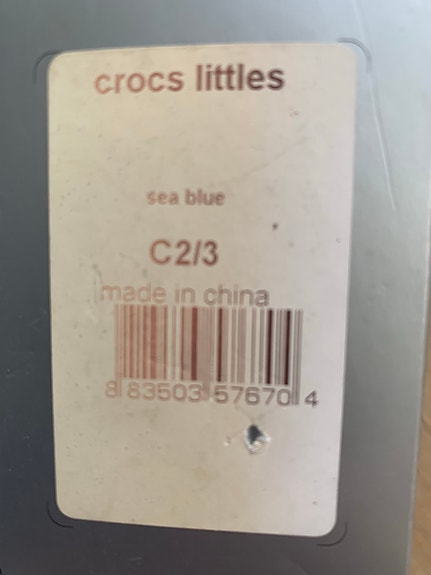 crocs littles
sea blue
C2/3
made in china
8 83503 57670 4